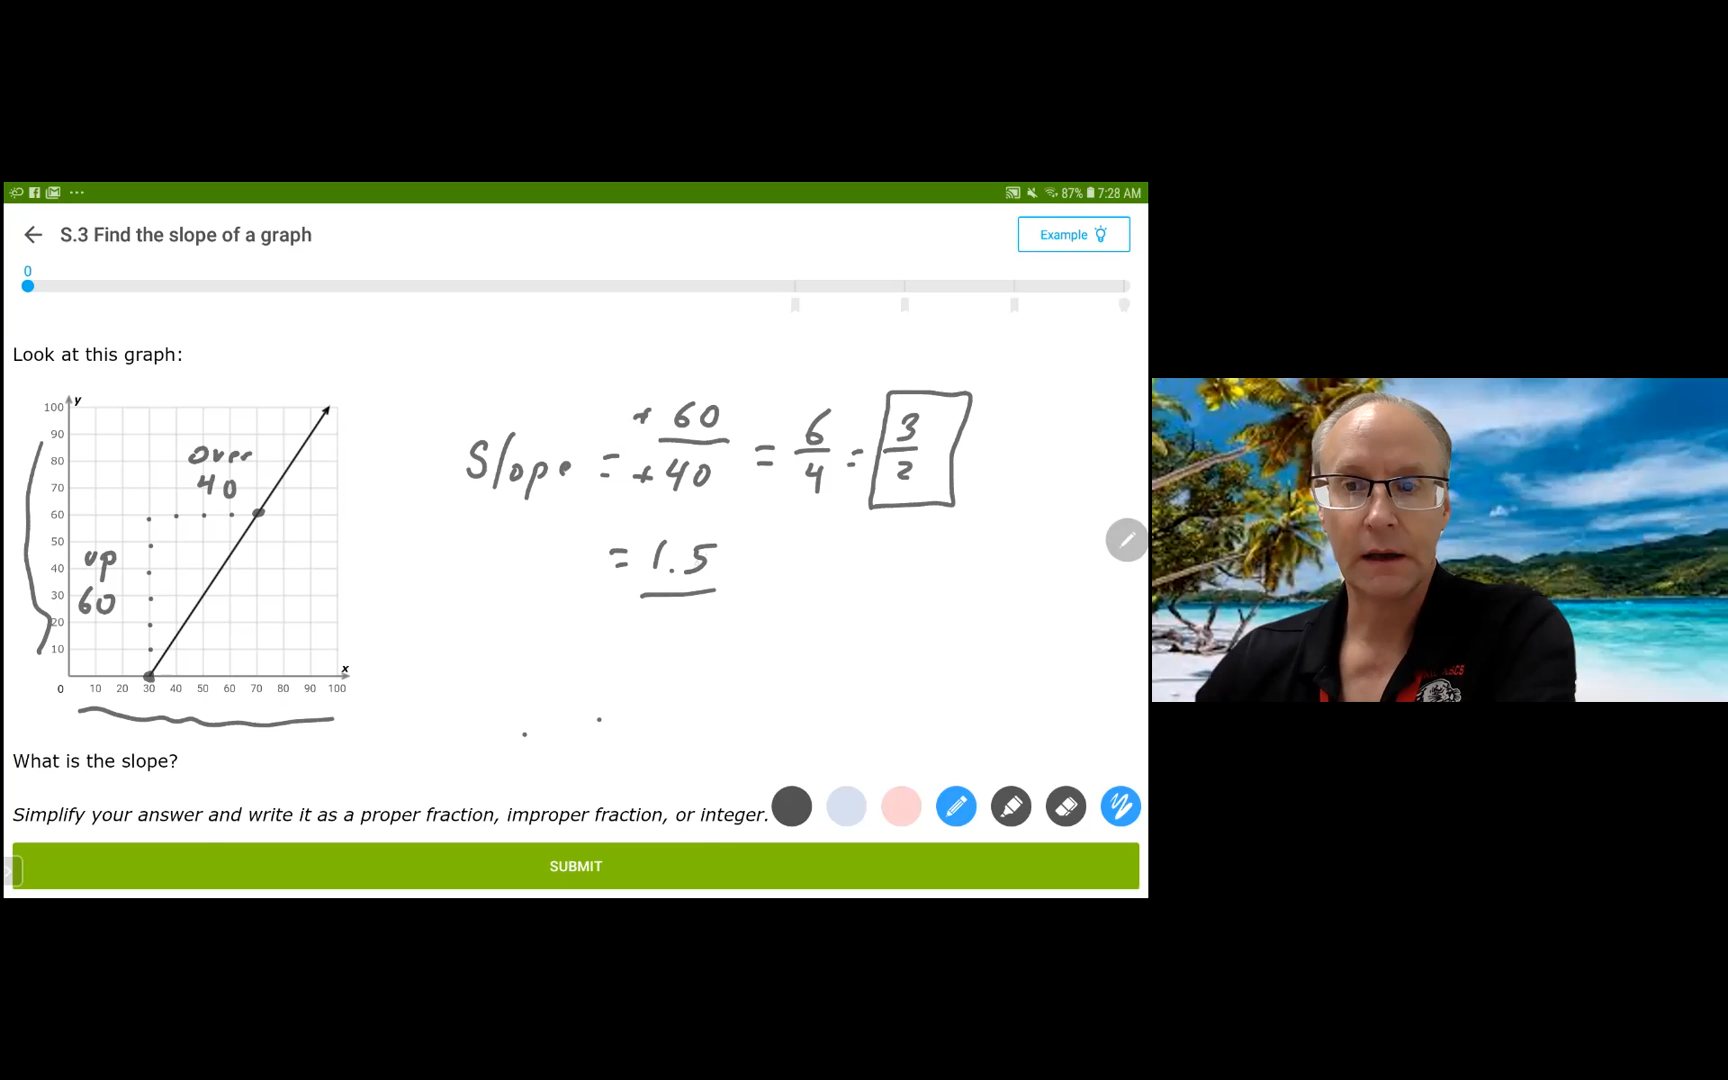 87% 7:28 AM
S.3 Find the slope of a graph
Example
0
Look at this graph:
y
100
90
80
70
60
50
40
30
20
10
0
10 20 30 40 50 60 70 80 90 100
x
over
40
up
60
Slope = +60/+40 = 6/4 = 3/2
= 1.5
What is the slope?
Simplify your answer and write it as a proper fraction, improper fraction, or integer.
SUBMIT